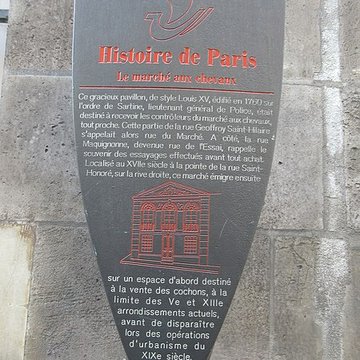 Histoire de Paris
Le marché aux chevaux
Ce gracieux pavillon, de style Louis XV, édifié en 1760 sur
l'ordre de Sartine, lieutenant général de Police, était
destiné à recevoir les contrôleurs du marché aux chevaux,
tout proche. Cette partie de la rue Geoffroy Saint-Hilaire
s'appelait alors rue du Marché. A côté, la rue
Maquignonne, devenue rue de l'Essai, rappelle le
souvenir des essayages effectués avant tout achat.
Localisé au XVIIe siècle à la pointe de la rue Saint-
Honoré, sur la rive droite, ce marché émigre ensuite
sur un espace d'abord destiné
à la vente des cochons, à la
limite des Ve et XIIIe
arrondissements actuels,
avant de disparaître
lors des opérations
d'urbanisme du
XIXe siècle.